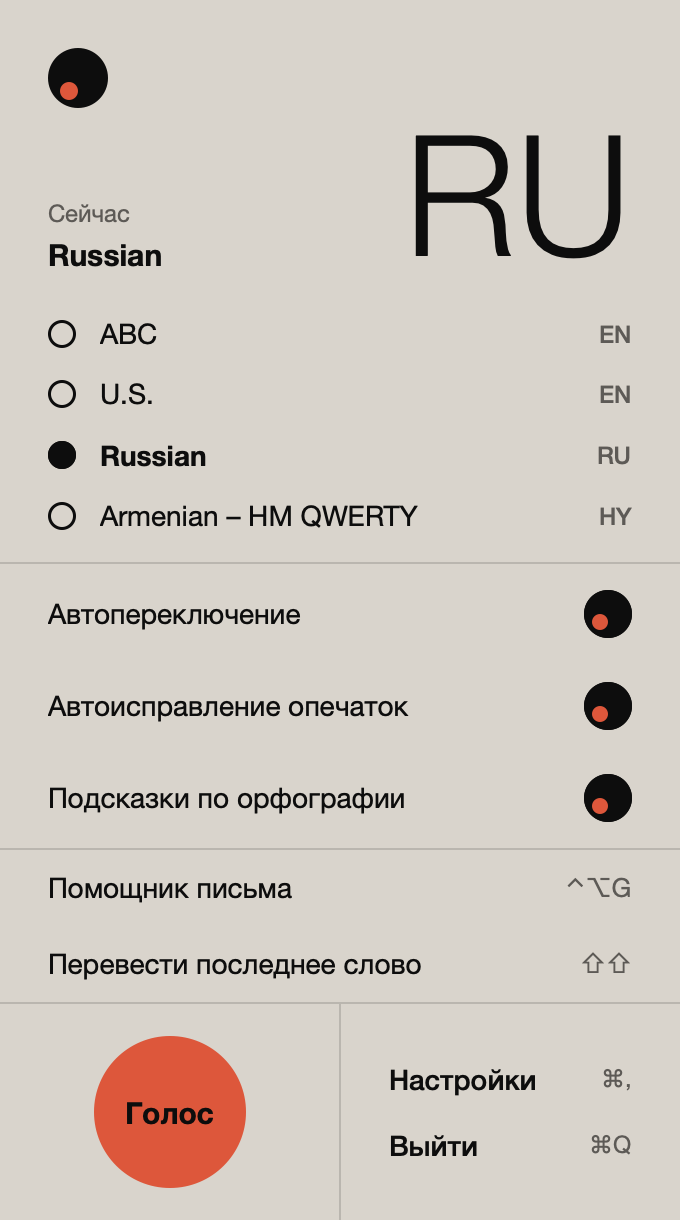 RU
Сейчас
Russian
ABC EN
U.S. EN
Russian RU
Armenian – HM QWERTY HY
Автопереключение
Автоисправление опечаток
Подсказки по орфографии
Помощник письма ^⌥G
Перевести последнее слово ⇧⇧
Голос
Настройки ⌘,
Выйти ⌘Q